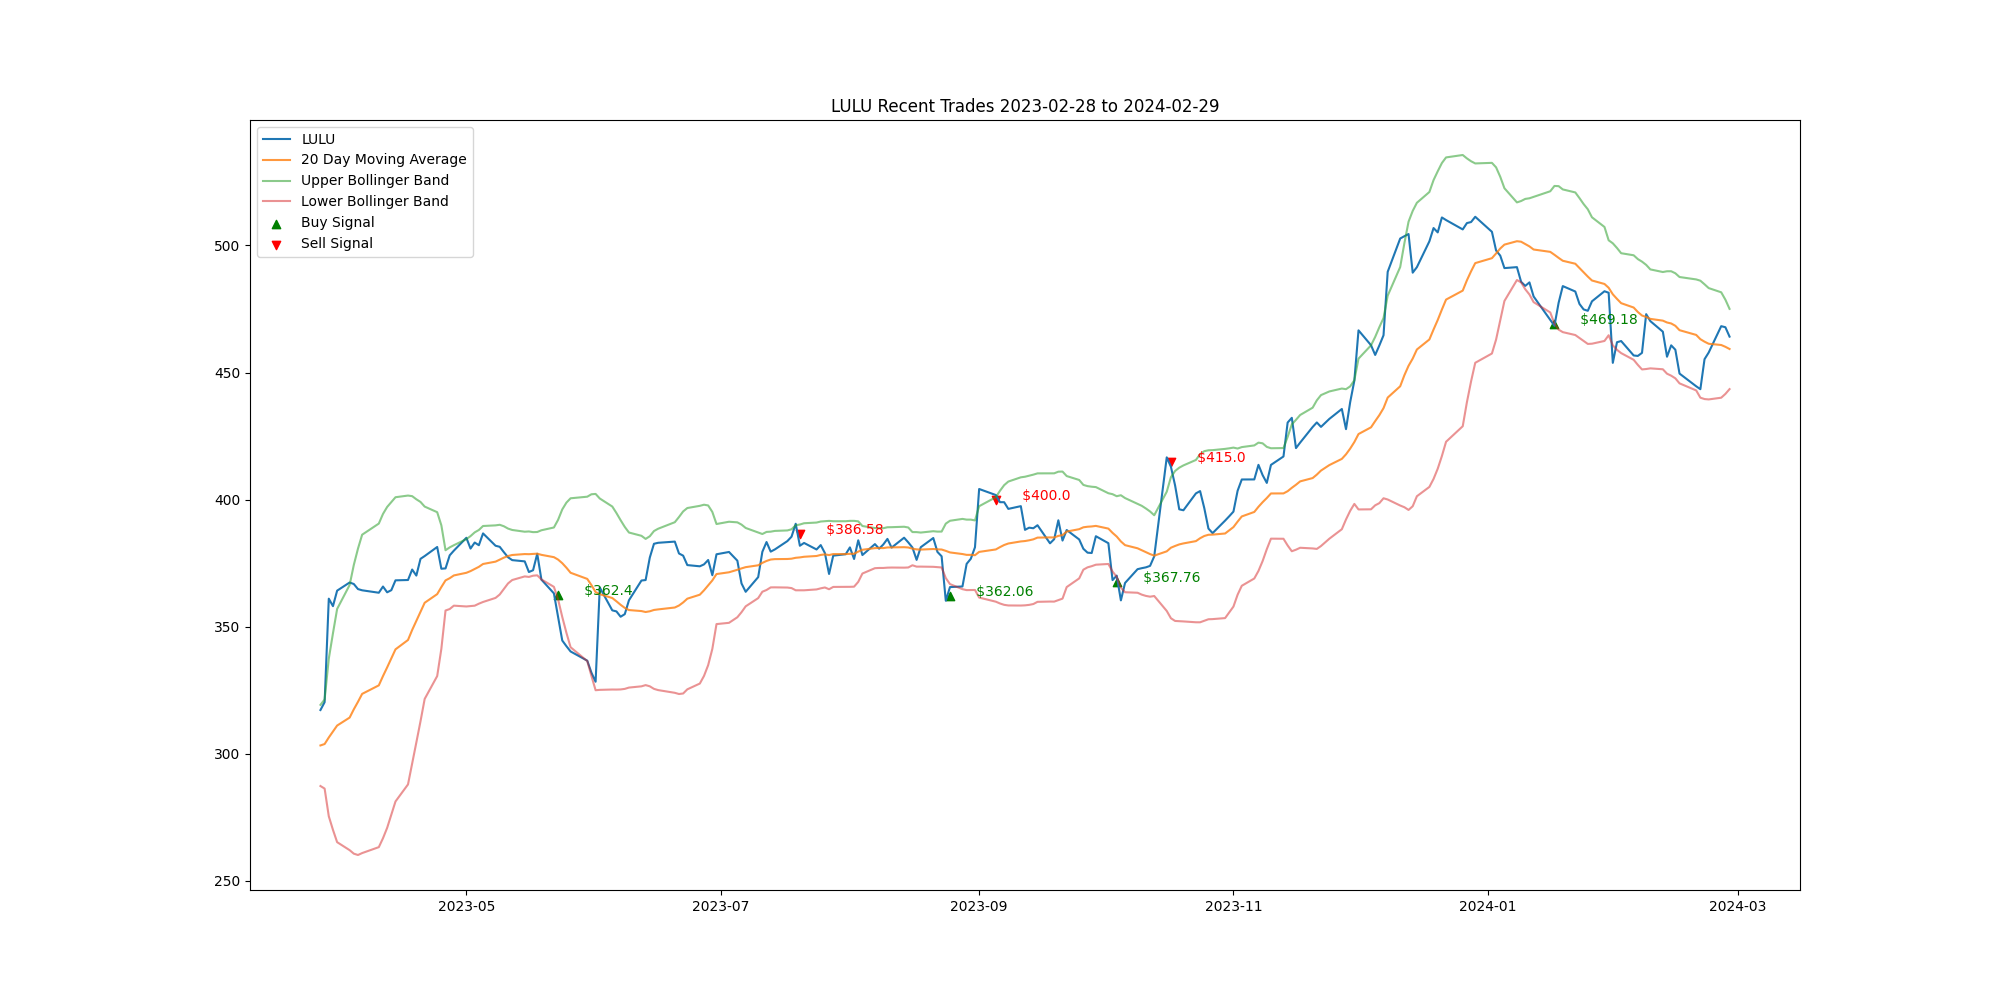 LULU Recent Trades 2023-02-28 to 2024-02-29
LULU
20 Day Moving Average
Upper Bollinger Band
Lower Bollinger Band
Buy Signal
Sell Signal
500
450
400
350
300
250
$469.18
$415.0
$400.0
$386.58
$367.76
$362.4
$362.06
2023-05
2023-07
2023-09
2023-11
2024-01
2024-03